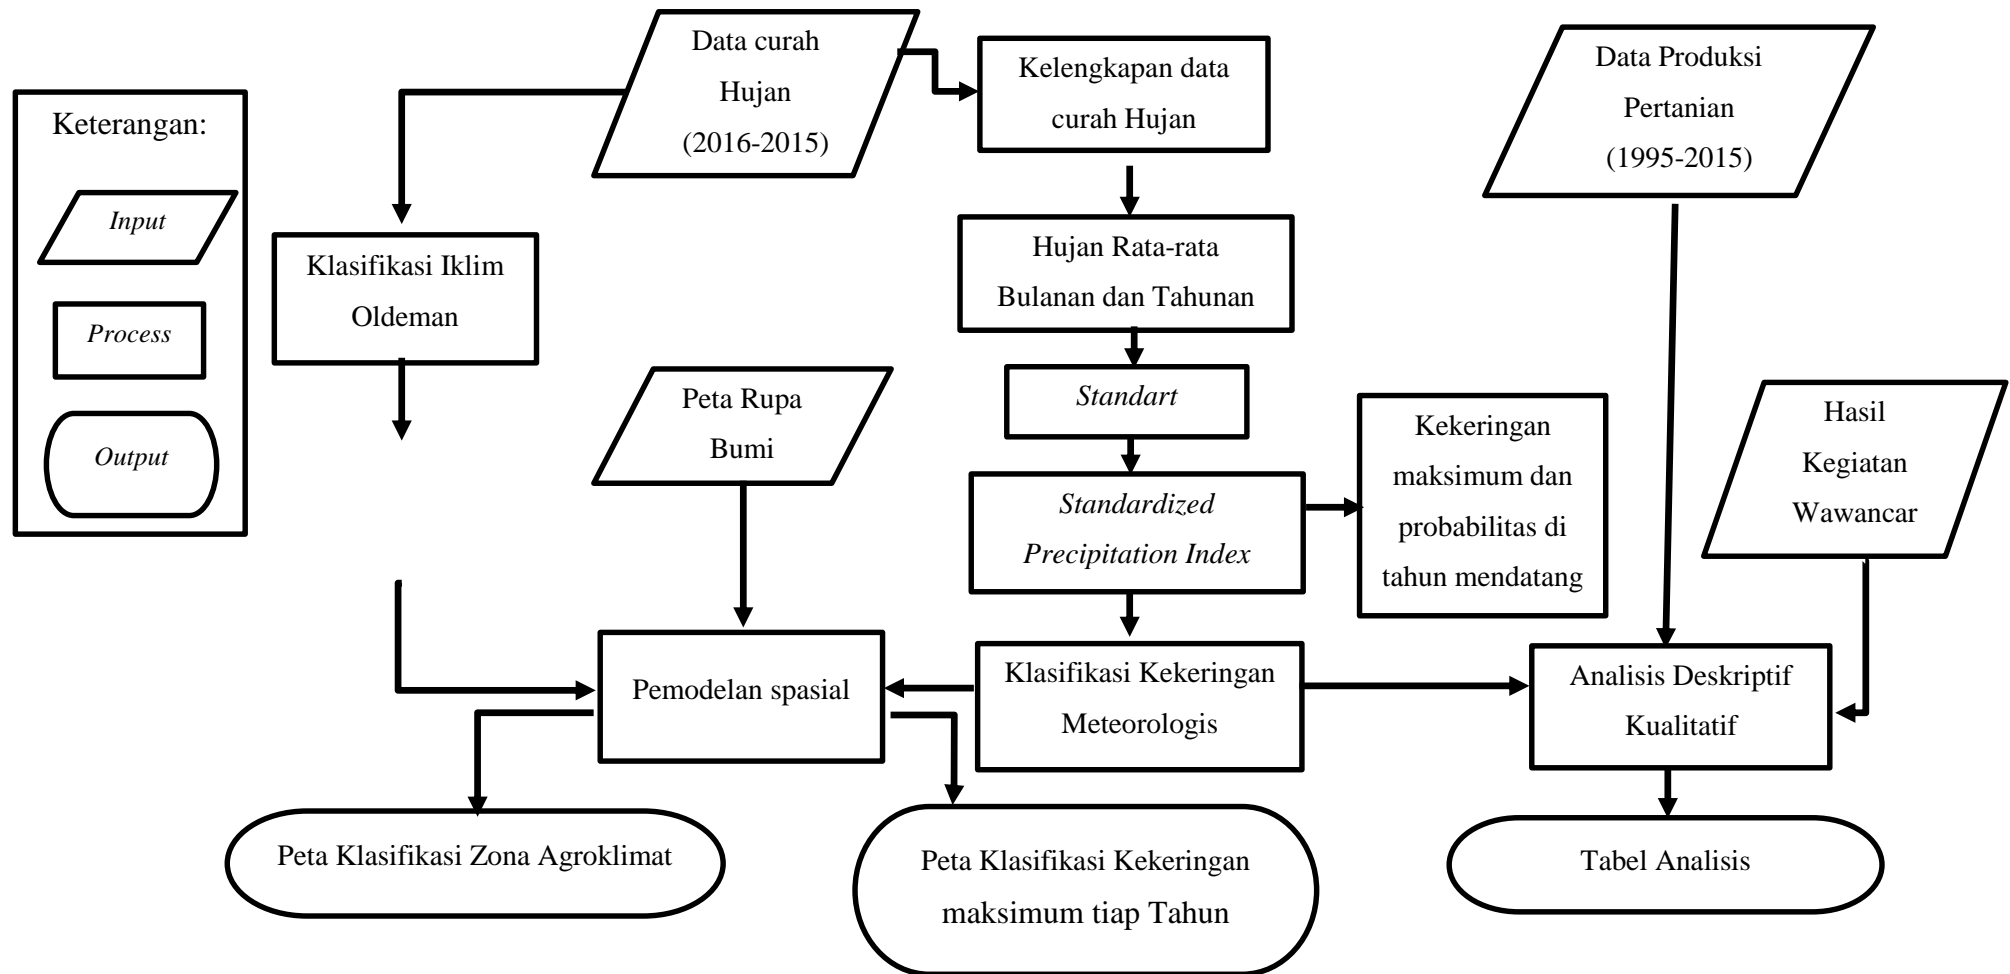 Keterangan:
Input
Process
Output
Data curah
Hujan
(2016-2015)
Kelengkapan data
curah Hujan
Data Produksi
Pertanian
(1995-2015)
Klasifikasi Iklim
Oldeman
Hujan Rata-rata
Bulanan dan Tahunan
Peta Rupa
Bumi
Standart
Standardized
Precipitation Index
Kekeringan
maksimum dan
probabilitas di
tahun mendatang
Hasil
Kegiatan
Wawancar
Pemodelan spasial
Klasifikasi Kekeringan
Meteorologis
Analisis Deskriptif
Kualitatif
Peta Klasifikasi Zona Agroklimat
Peta Klasifikasi Kekeringan
maksimum tiap Tahun
Tabel Analisis